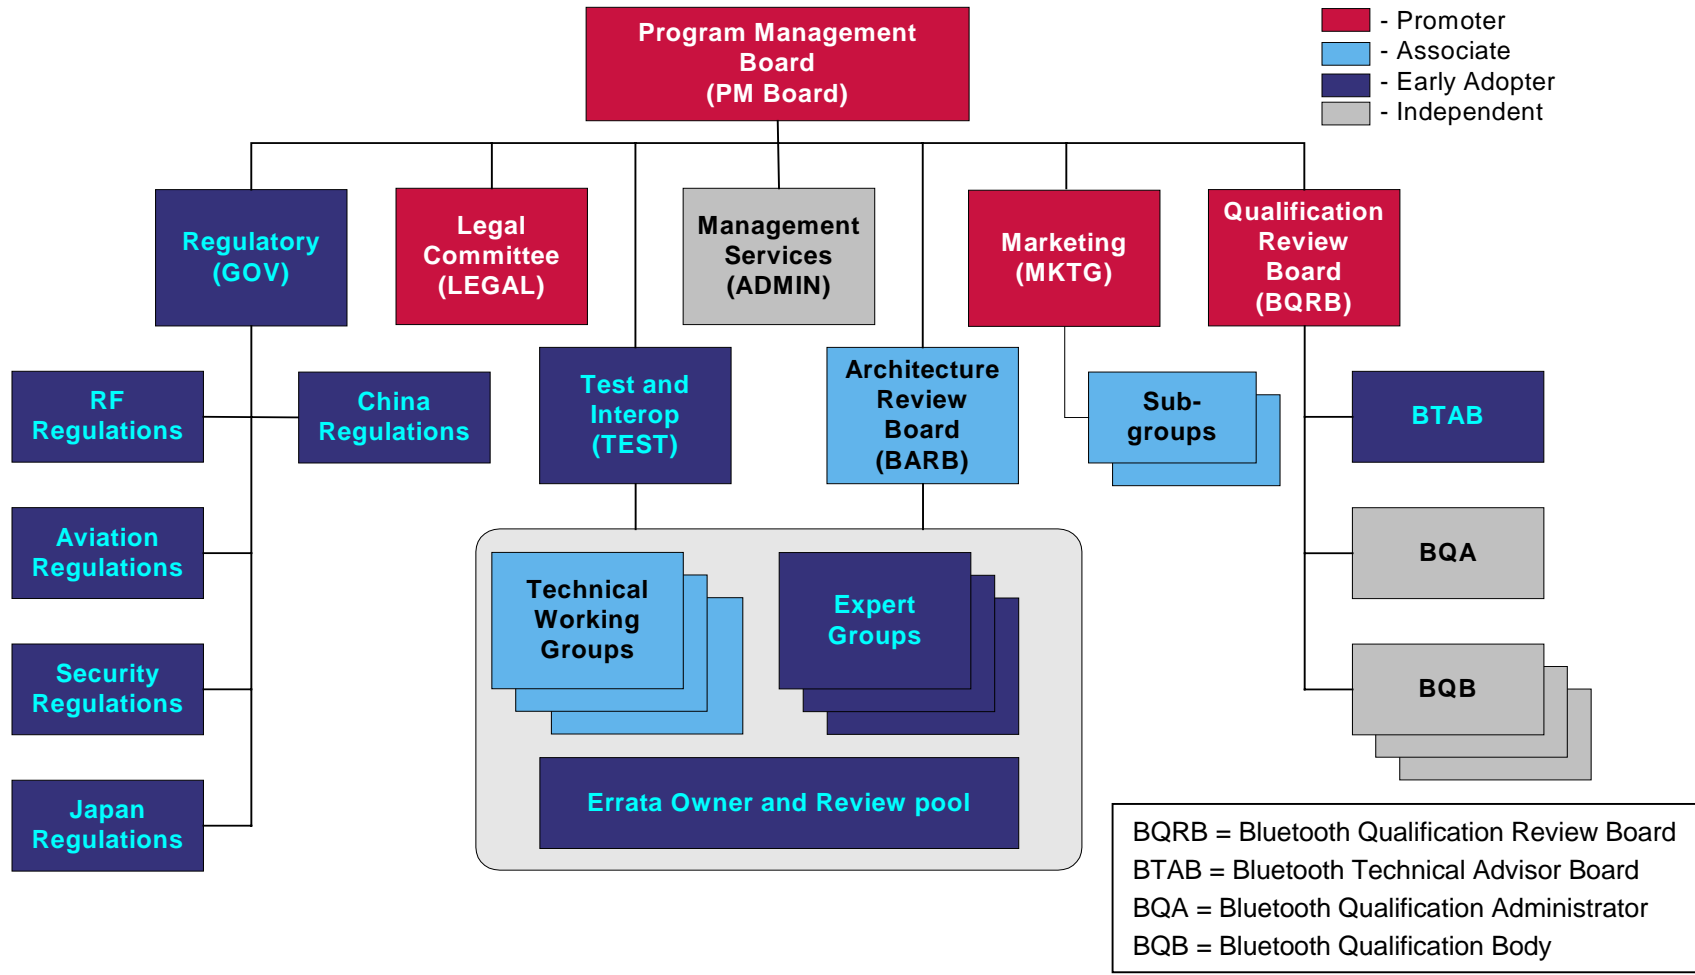 Program Management
Board
(PM Board)
- Promoter
- Associate
- Early Adopter
- Independent
Regulatory
(GOV)
Legal
Committee
(LEGAL)
Management
Services
(ADMIN)
Marketing
(MKTG)
Qualification
Review
Board
(BQRB)
RF
Regulations
China
Regulations
Test and
Interop
(TEST)
Architecture
Review
Board
(BARB)
Sub-
groups
BTAB
Aviation
Regulations
Technical
Working
Groups
Expert
Groups
BQA
Security
Regulations
BQB
Japan
Regulations
Errata Owner and Review pool
BQRB = Bluetooth Qualification Review Board
BTAB = Bluetooth Technical Advisor Board
BQA = Bluetooth Qualification Administrator
BQB = Bluetooth Qualification Body